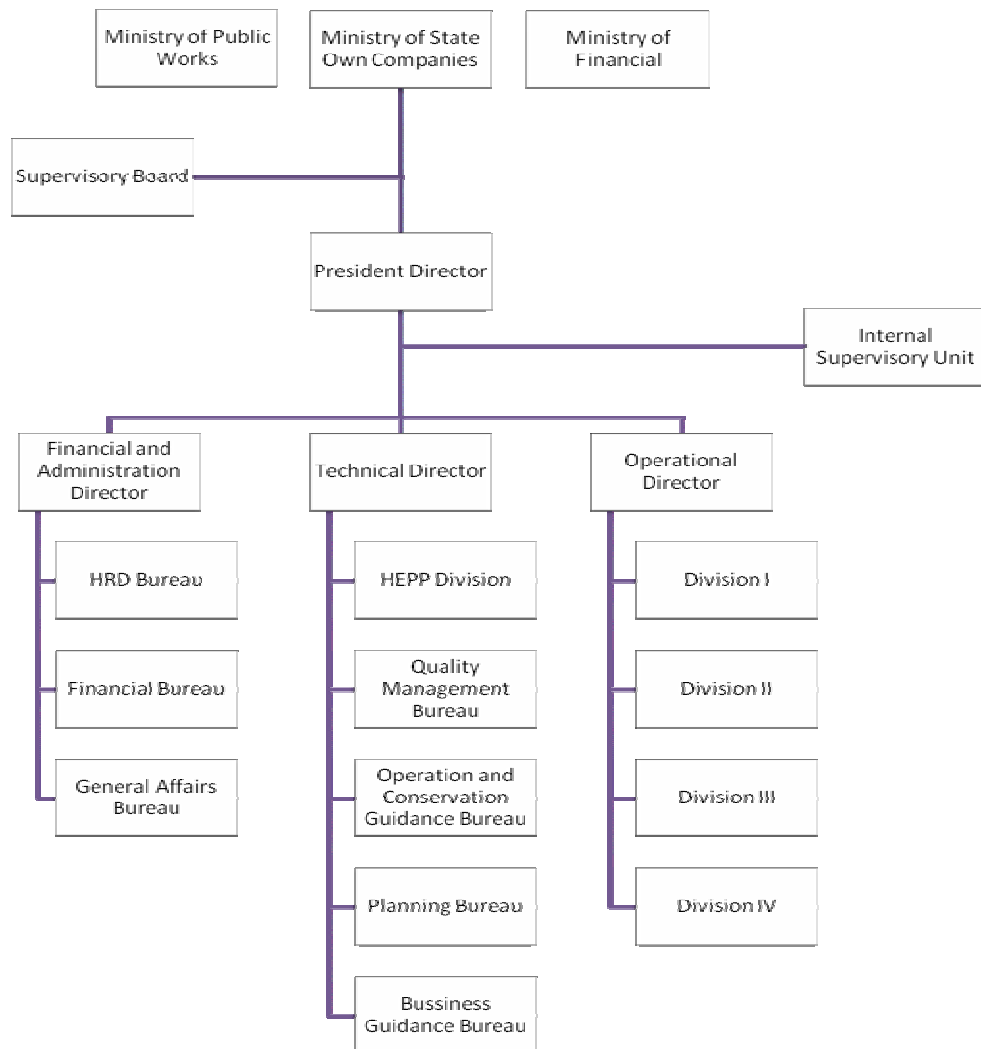 Ministry of Public
Works
Ministry of State
Own Companies
Ministry of
Financial
Supervisory Board
President Director
Internal
Supervisory Unit
Financial and
Administration
Director
Technical Director
Operational
Director
HRD Bureau
Financial Bureau
General Affairs
Bureau
HEPP Division
Quality
Management
Bureau
Operation and
Conservation
Guidance Bureau
Planning Bureau
Bussiness
Guidance Bureau
Division I
Division II
Division III
Division IV